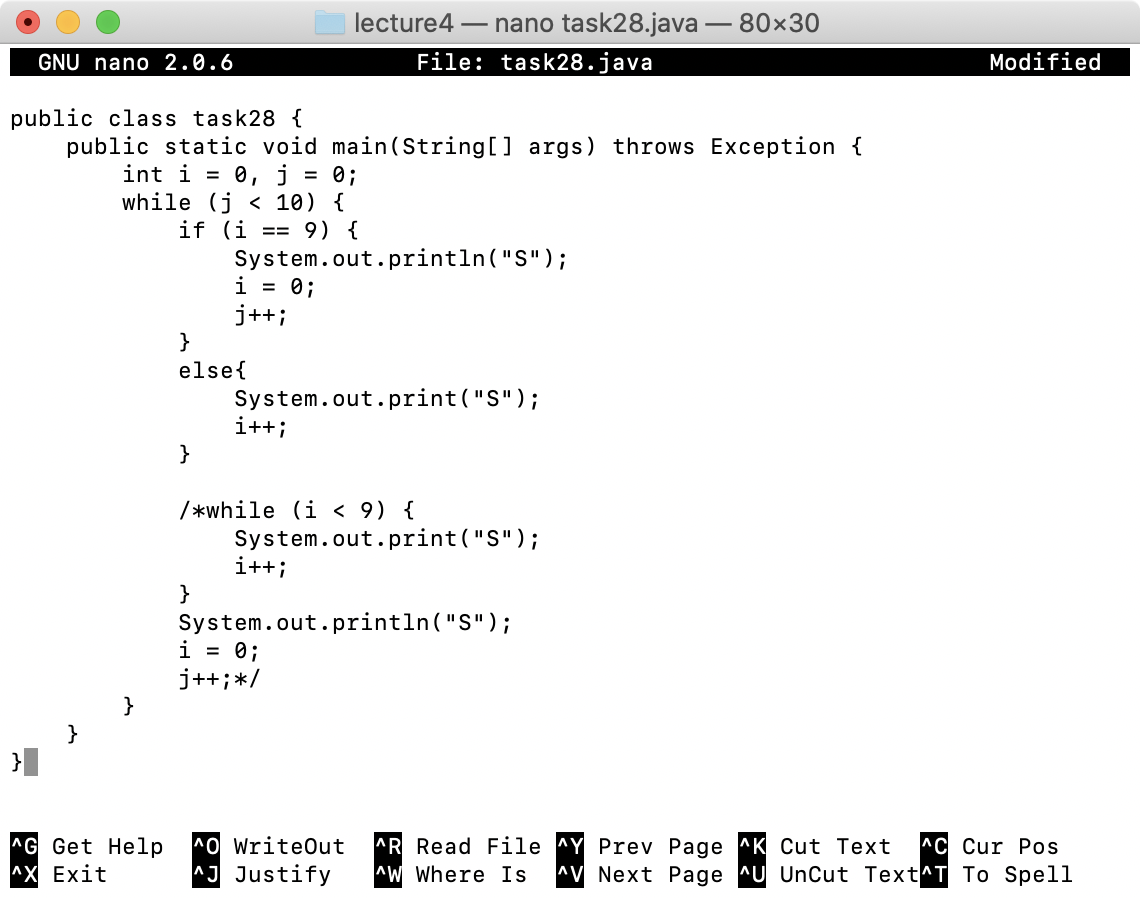 lecture4 — nano task28.java — 80×30
GNU nano 2.0.6 File: task28.java Modified
public class task28 {
    public static void main(String[] args) throws Exception {
        int i = 0, j = 0;
        while (j < 10) {
            if (i == 9) {
                System.out.println("S");
                i = 0;
                j++;
            }
            else{
                System.out.print("S");
                i++;
            }
            /*while (i < 9) {
                System.out.print("S");
                i++;
            }
            System.out.println("S");
            i = 0;
            j++;*/
        }
    }
}
^G Get Help ^O WriteOut ^R Read File ^Y Prev Page ^K Cut Text ^C Cur Pos
^X Exit ^J Justify ^W Where Is ^V Next Page ^U UnCut Text ^T To Spell